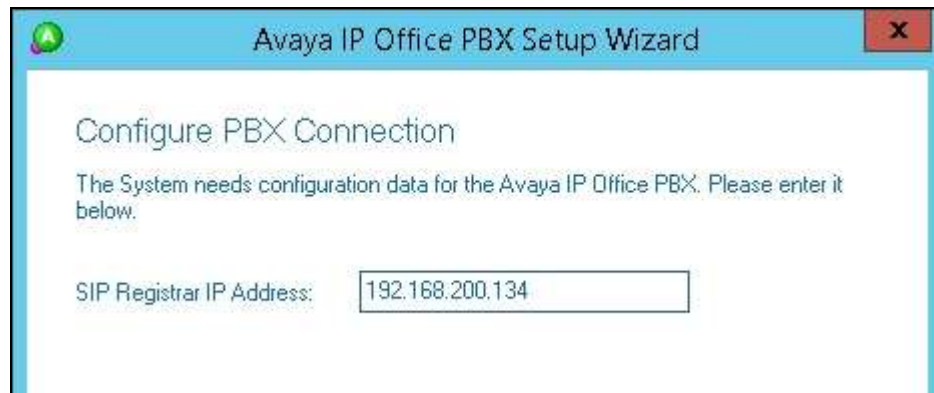 Avaya IP Office PBX Setup Wizard
x
Configure PBX Connection
The System needs configuration data for the Avaya IP Office PBX. Please enter it
below.
SIP Registrar IP Address: 192.168.200.134